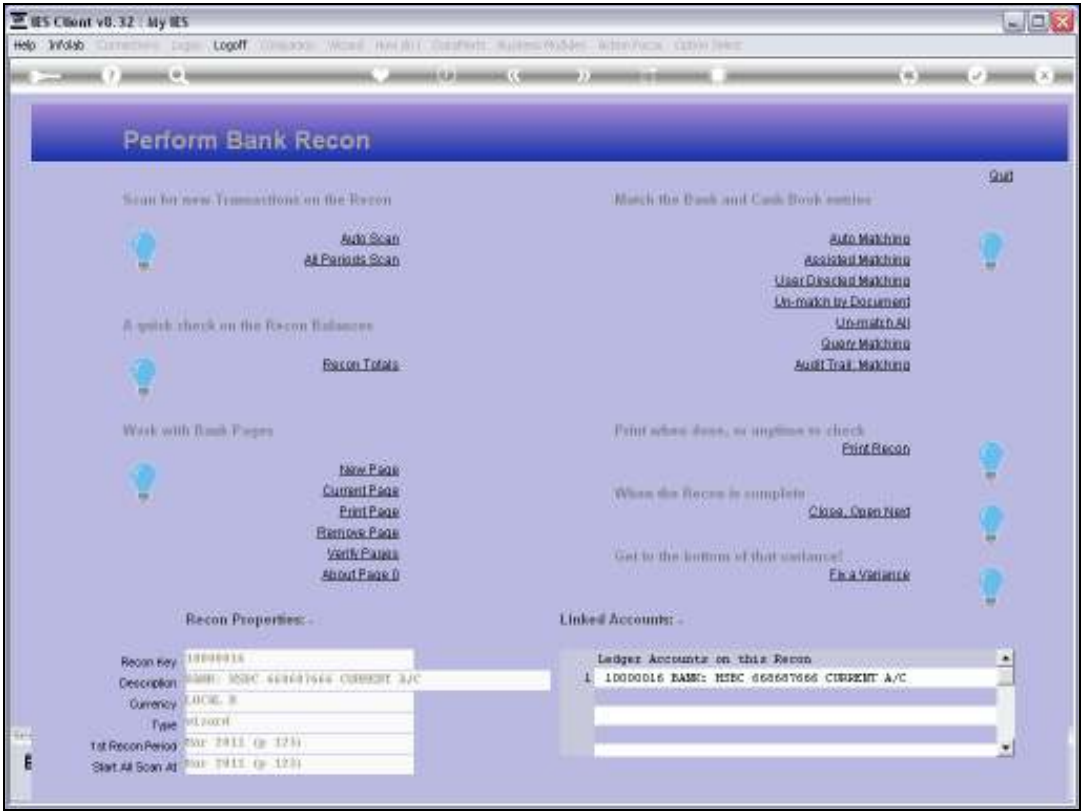 IES Client v8.32 : My IES
Help Infolab Logoff
Perform Bank Recon
Quit
Scan for new Transactions on the Recon
Auto Scan
All Periods Scan
A quick check on the Recon Balances
Recon Totals
Work with Bank Pages
New Page
Current Page
Print Page
Remove Page
Verify Pages
About Page 0
Match the Bank and Cash Book entries
Auto Matching
Assisted Matching
User Directed Matching
Un-match by Document
Un-match All
Query Matching
Audit Trail, Matching
Print when done, or anytime to check
Print Recon
When the Recon is complete
Close, Open Next
Get to the bottom of that variance!
Fix a Variance
Recon Properties: -
Recon Key 10000016
Description BANK: HSBC 668687666 CURRENT A/C
Currency
Type wizard
1st Recon Period
Start All Scan At
Linked Accounts: -
Ledger Accounts on this Recon
1 10000016 BANK: HSBC 668687666 CURRENT A/C